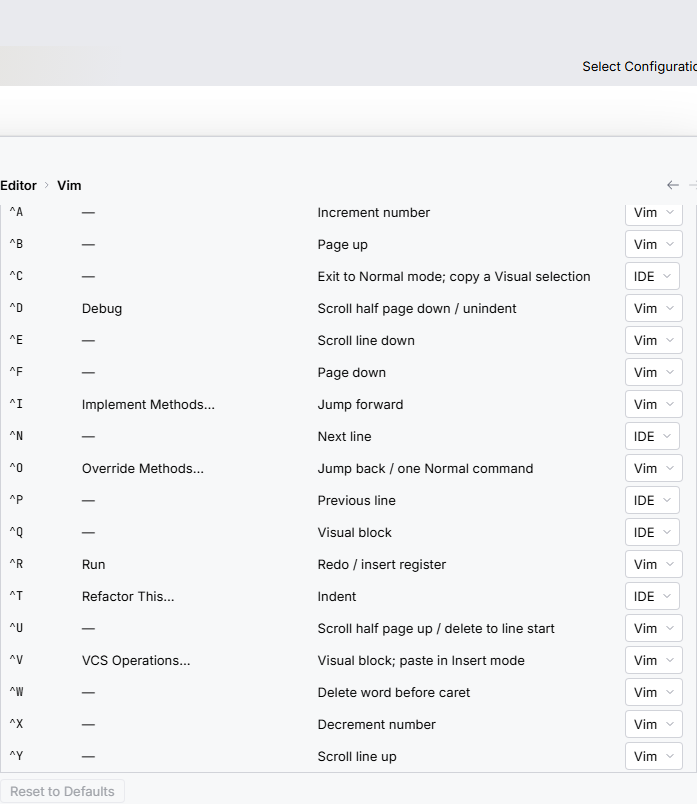 Select Configuratio
Editor › Vim
^A — Increment number Vim
^B — Page up Vim
^C — Exit to Normal mode; copy a Visual selection IDE
^D Debug Scroll half page down / unindent Vim
^E — Scroll line down Vim
^F — Page down Vim
^I Implement Methods... Jump forward Vim
^N — Next line IDE
^O Override Methods... Jump back / one Normal command Vim
^P — Previous line IDE
^Q — Visual block IDE
^R Run Redo / insert register Vim
^T Refactor This... Indent IDE
^U — Scroll half page up / delete to line start Vim
^V VCS Operations... Visual block; paste in Insert mode Vim
^W — Delete word before caret Vim
^X — Decrement number Vim
^Y — Scroll line up Vim
Reset to Defaults